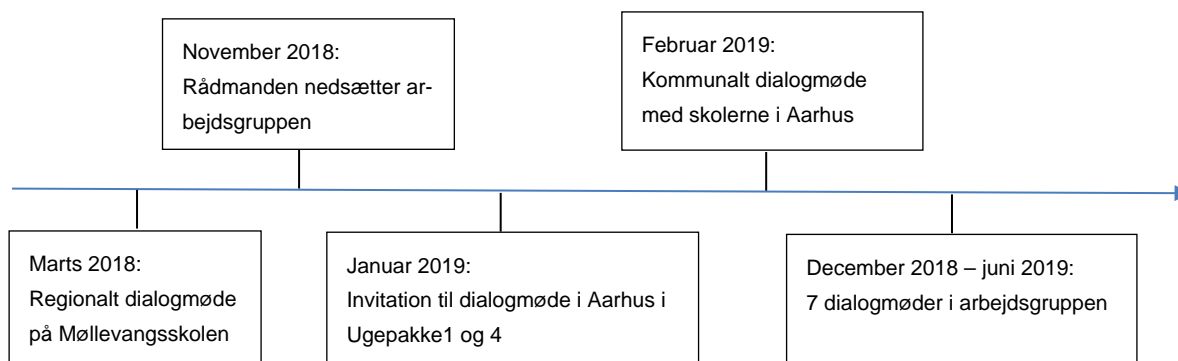 November 2018:
Rådmanden nedsætter ar-
bejdsgruppen
Februar 2019:
Kommunalt dialogmøde
med skolerne i Aarhus
Marts 2018:
Regionalt dialogmøde
på Møllevangsskolen
Januar 2019:
Invitation til dialogmøde i Aarhus i
Ugepakke1 og 4
December 2018 – juni 2019:
7 dialogmøder i arbejdsgruppen